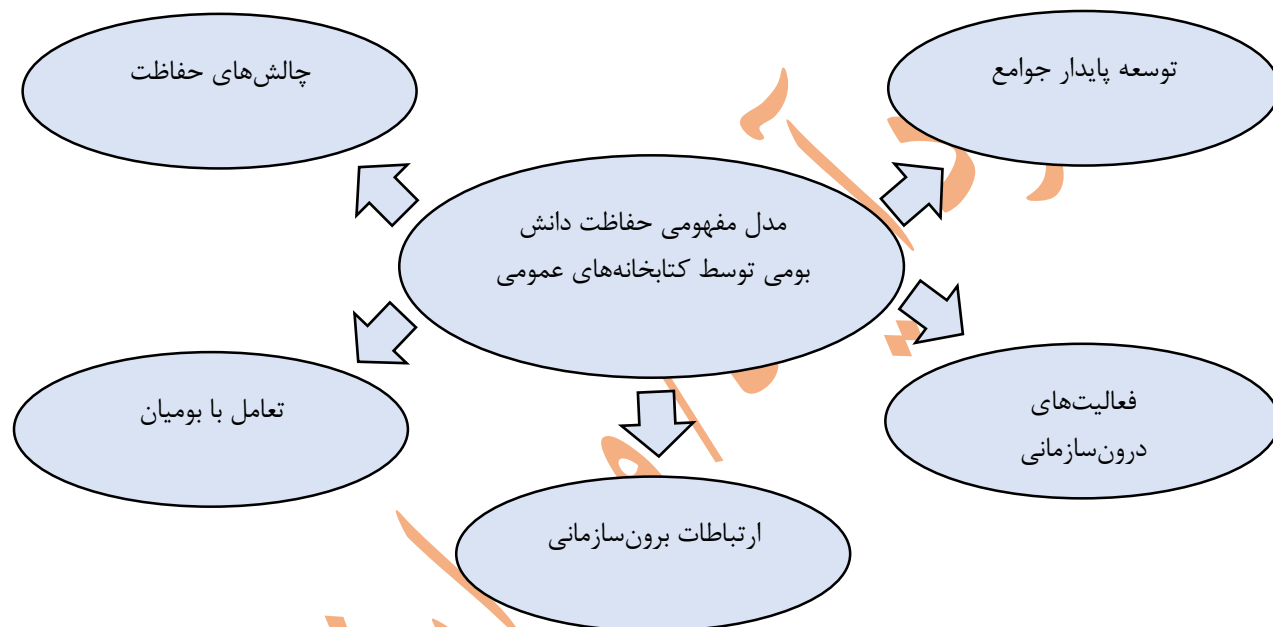 توسعه پایدار جوامع
چالش‌های حفاظت
مدل مفهومی حفاظت دانش
بومی توسط کتابخانه‌های عمومی
فعالیت‌های
درون‌سازمانی
تعامل با بومیان
ارتباطات برون‌سازمانی